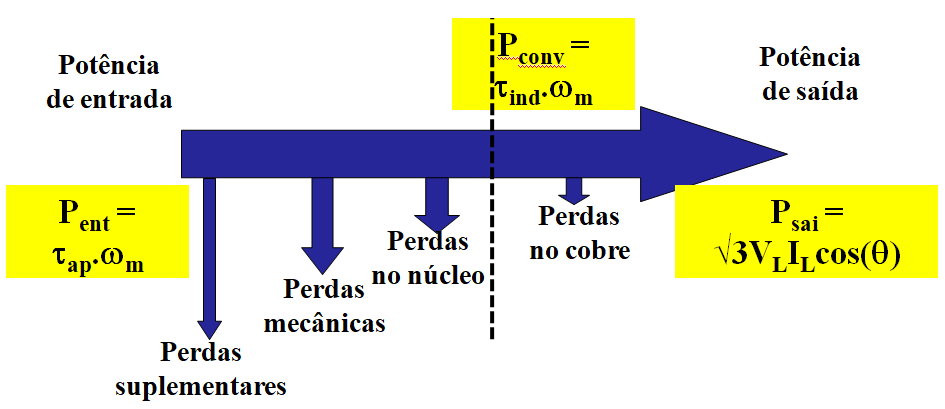 Potência
de entrada
P_conv =
τ_ind.ω_m
Potência
de saída
P_ent =
τ_ap.ω_m
Perdas
suplementares
Perdas
mecânicas
Perdas
no núcleo
Perdas
no cobre
P_sai =
√3V_LI_Lcos(θ)